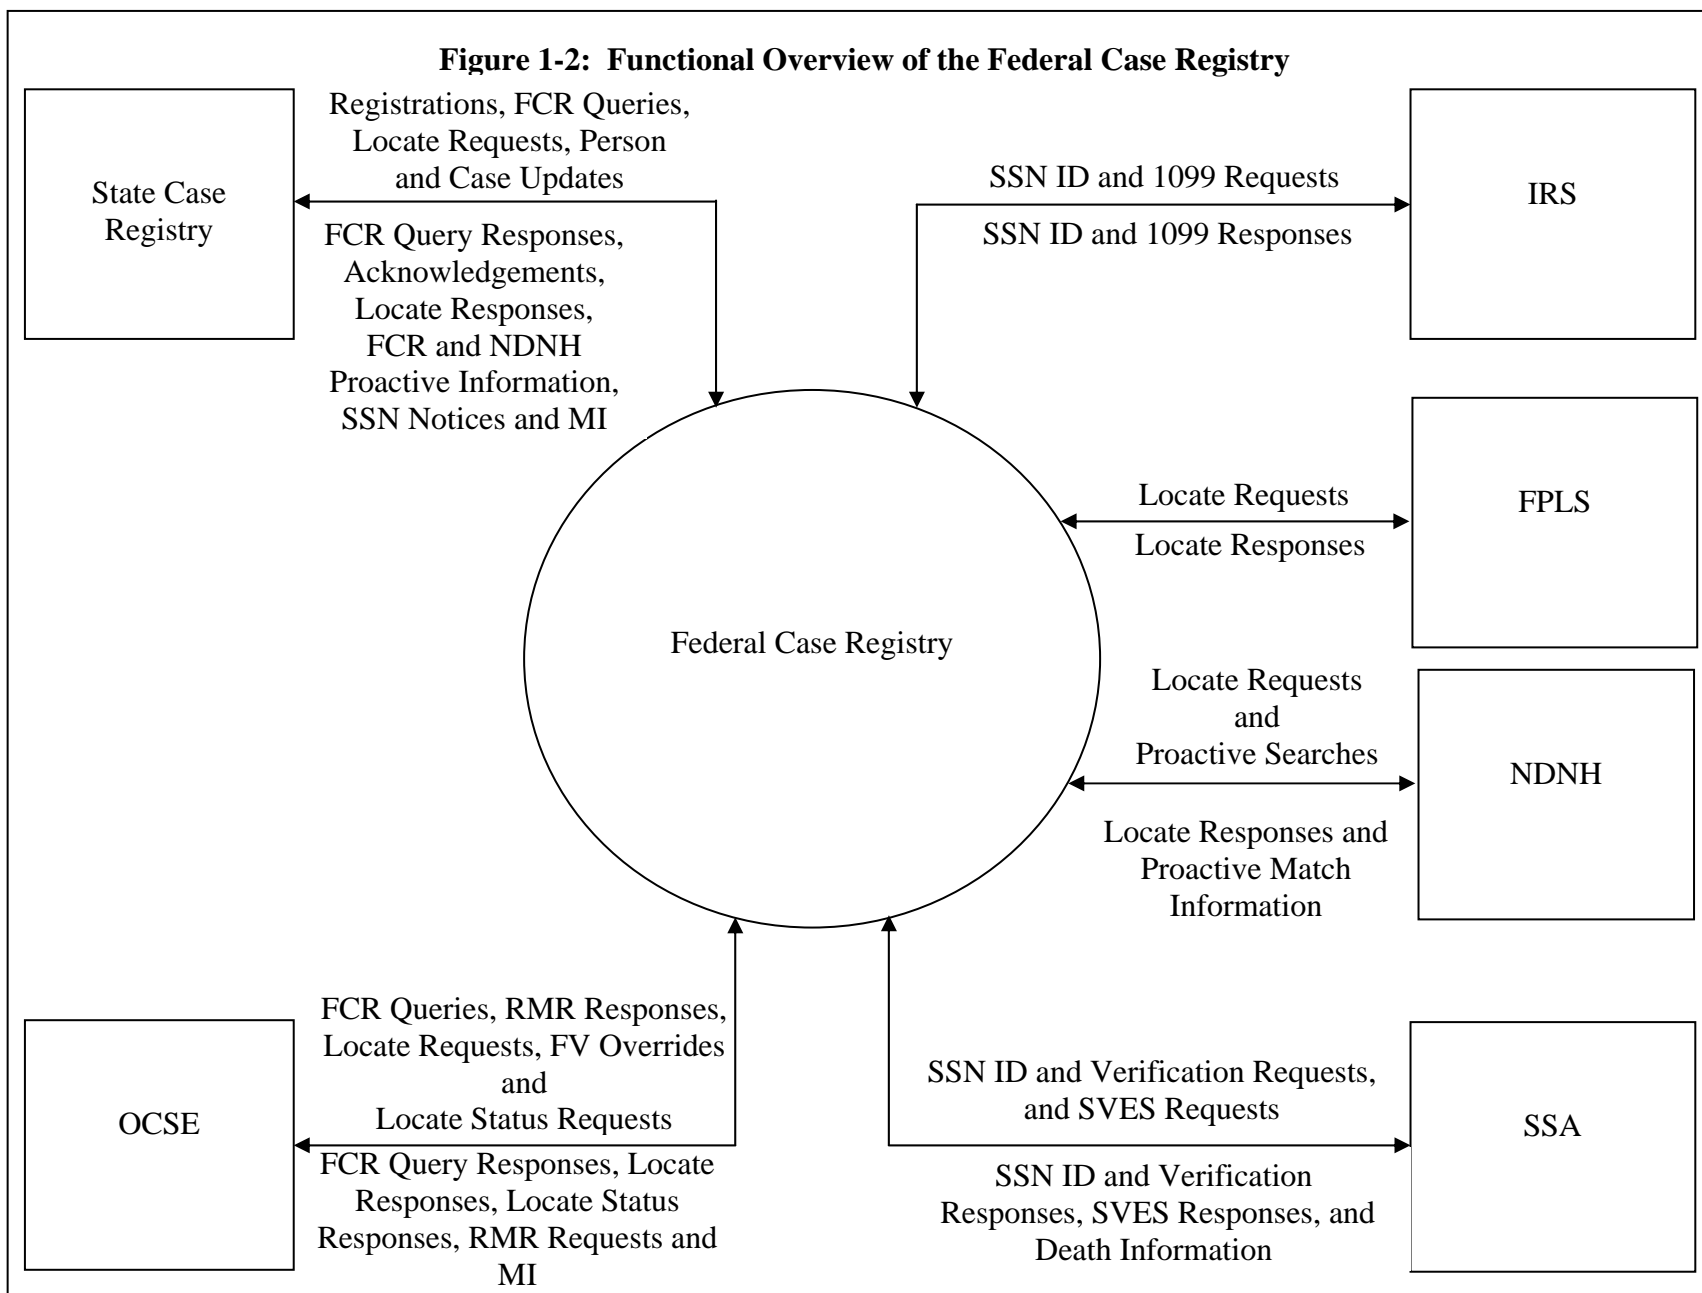 Figure 1-2: Functional Overview of the Federal Case Registry
State Case
Registry
Registrations, FCR Queries,
Locate Requests, Person
and Case Updates
FCR Query Responses,
Acknowledgements,
Locate Responses,
FCR and NDNH
Proactive Information,
SSN Notices and MI
SSN ID and 1099 Requests
SSN ID and 1099 Responses
IRS
Locate Requests
Locate Responses
FPLS
Federal Case Registry
Locate Requests
and
Proactive Searches
Locate Responses and
Proactive Match
Information
NDNH
OCSE
FCR Queries, RMR Responses,
Locate Requests, FV Overrides
and
Locate Status Requests
FCR Query Responses, Locate
Responses, Locate Status
Responses, RMR Requests and
MI
SSN ID and Verification Requests,
and SVES Requests
SSN ID and Verification
Responses, SVES Responses, and
Death Information
SSA